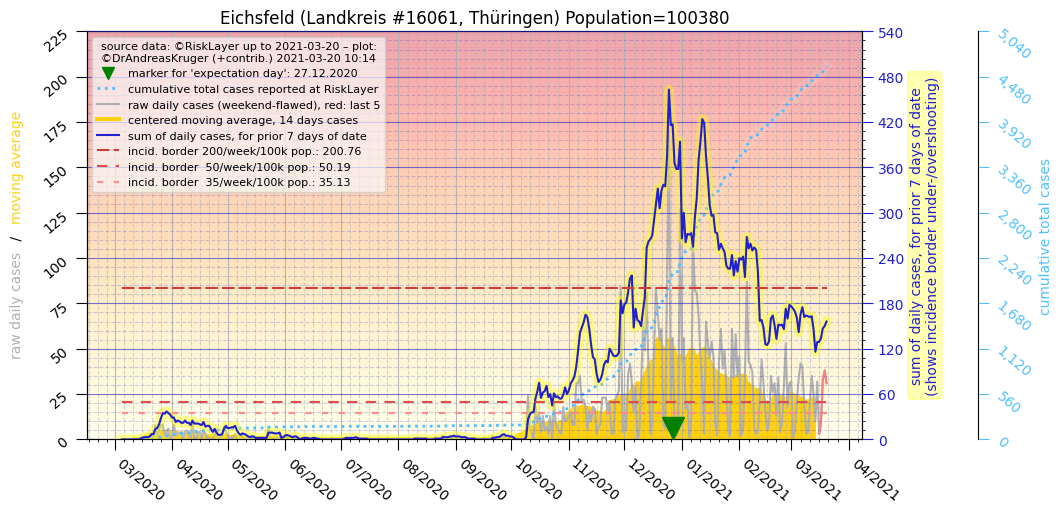 Eichsfeld (Landkreis #16061, Thüringen) Population=100380
source data: ©RiskLayer up to 2021-03-20 – plot:
©DrAndreasKruger (+contrib.) 2021-03-20 10:14
marker for 'expectation day': 27.12.2020
cumulative total cases reported at RiskLayer
raw daily cases (weekend-flawed), red: last 5
centered moving average, 14 days cases
sum of daily cases, for prior 7 days of date
incid. border 200/week/100k pop.: 200.76
incid. border  50/week/100k pop.: 50.19
incid. border  35/week/100k pop.: 35.13
raw daily cases  /  moving average
225
200
175
150
125
100
75
50
25
0
540
480
420
360
300
240
180
120
60
0
sum of daily cases, for prior 7 days of date
(shows incidence border under-/overshooting)
5,040
4,480
3,920
3,360
2,800
2,240
1,680
1,120
560
0
cumulative total cases
03/2020
04/2020
05/2020
06/2020
07/2020
08/2020
09/2020
10/2020
11/2020
12/2020
01/2021
02/2021
03/2021
04/2021